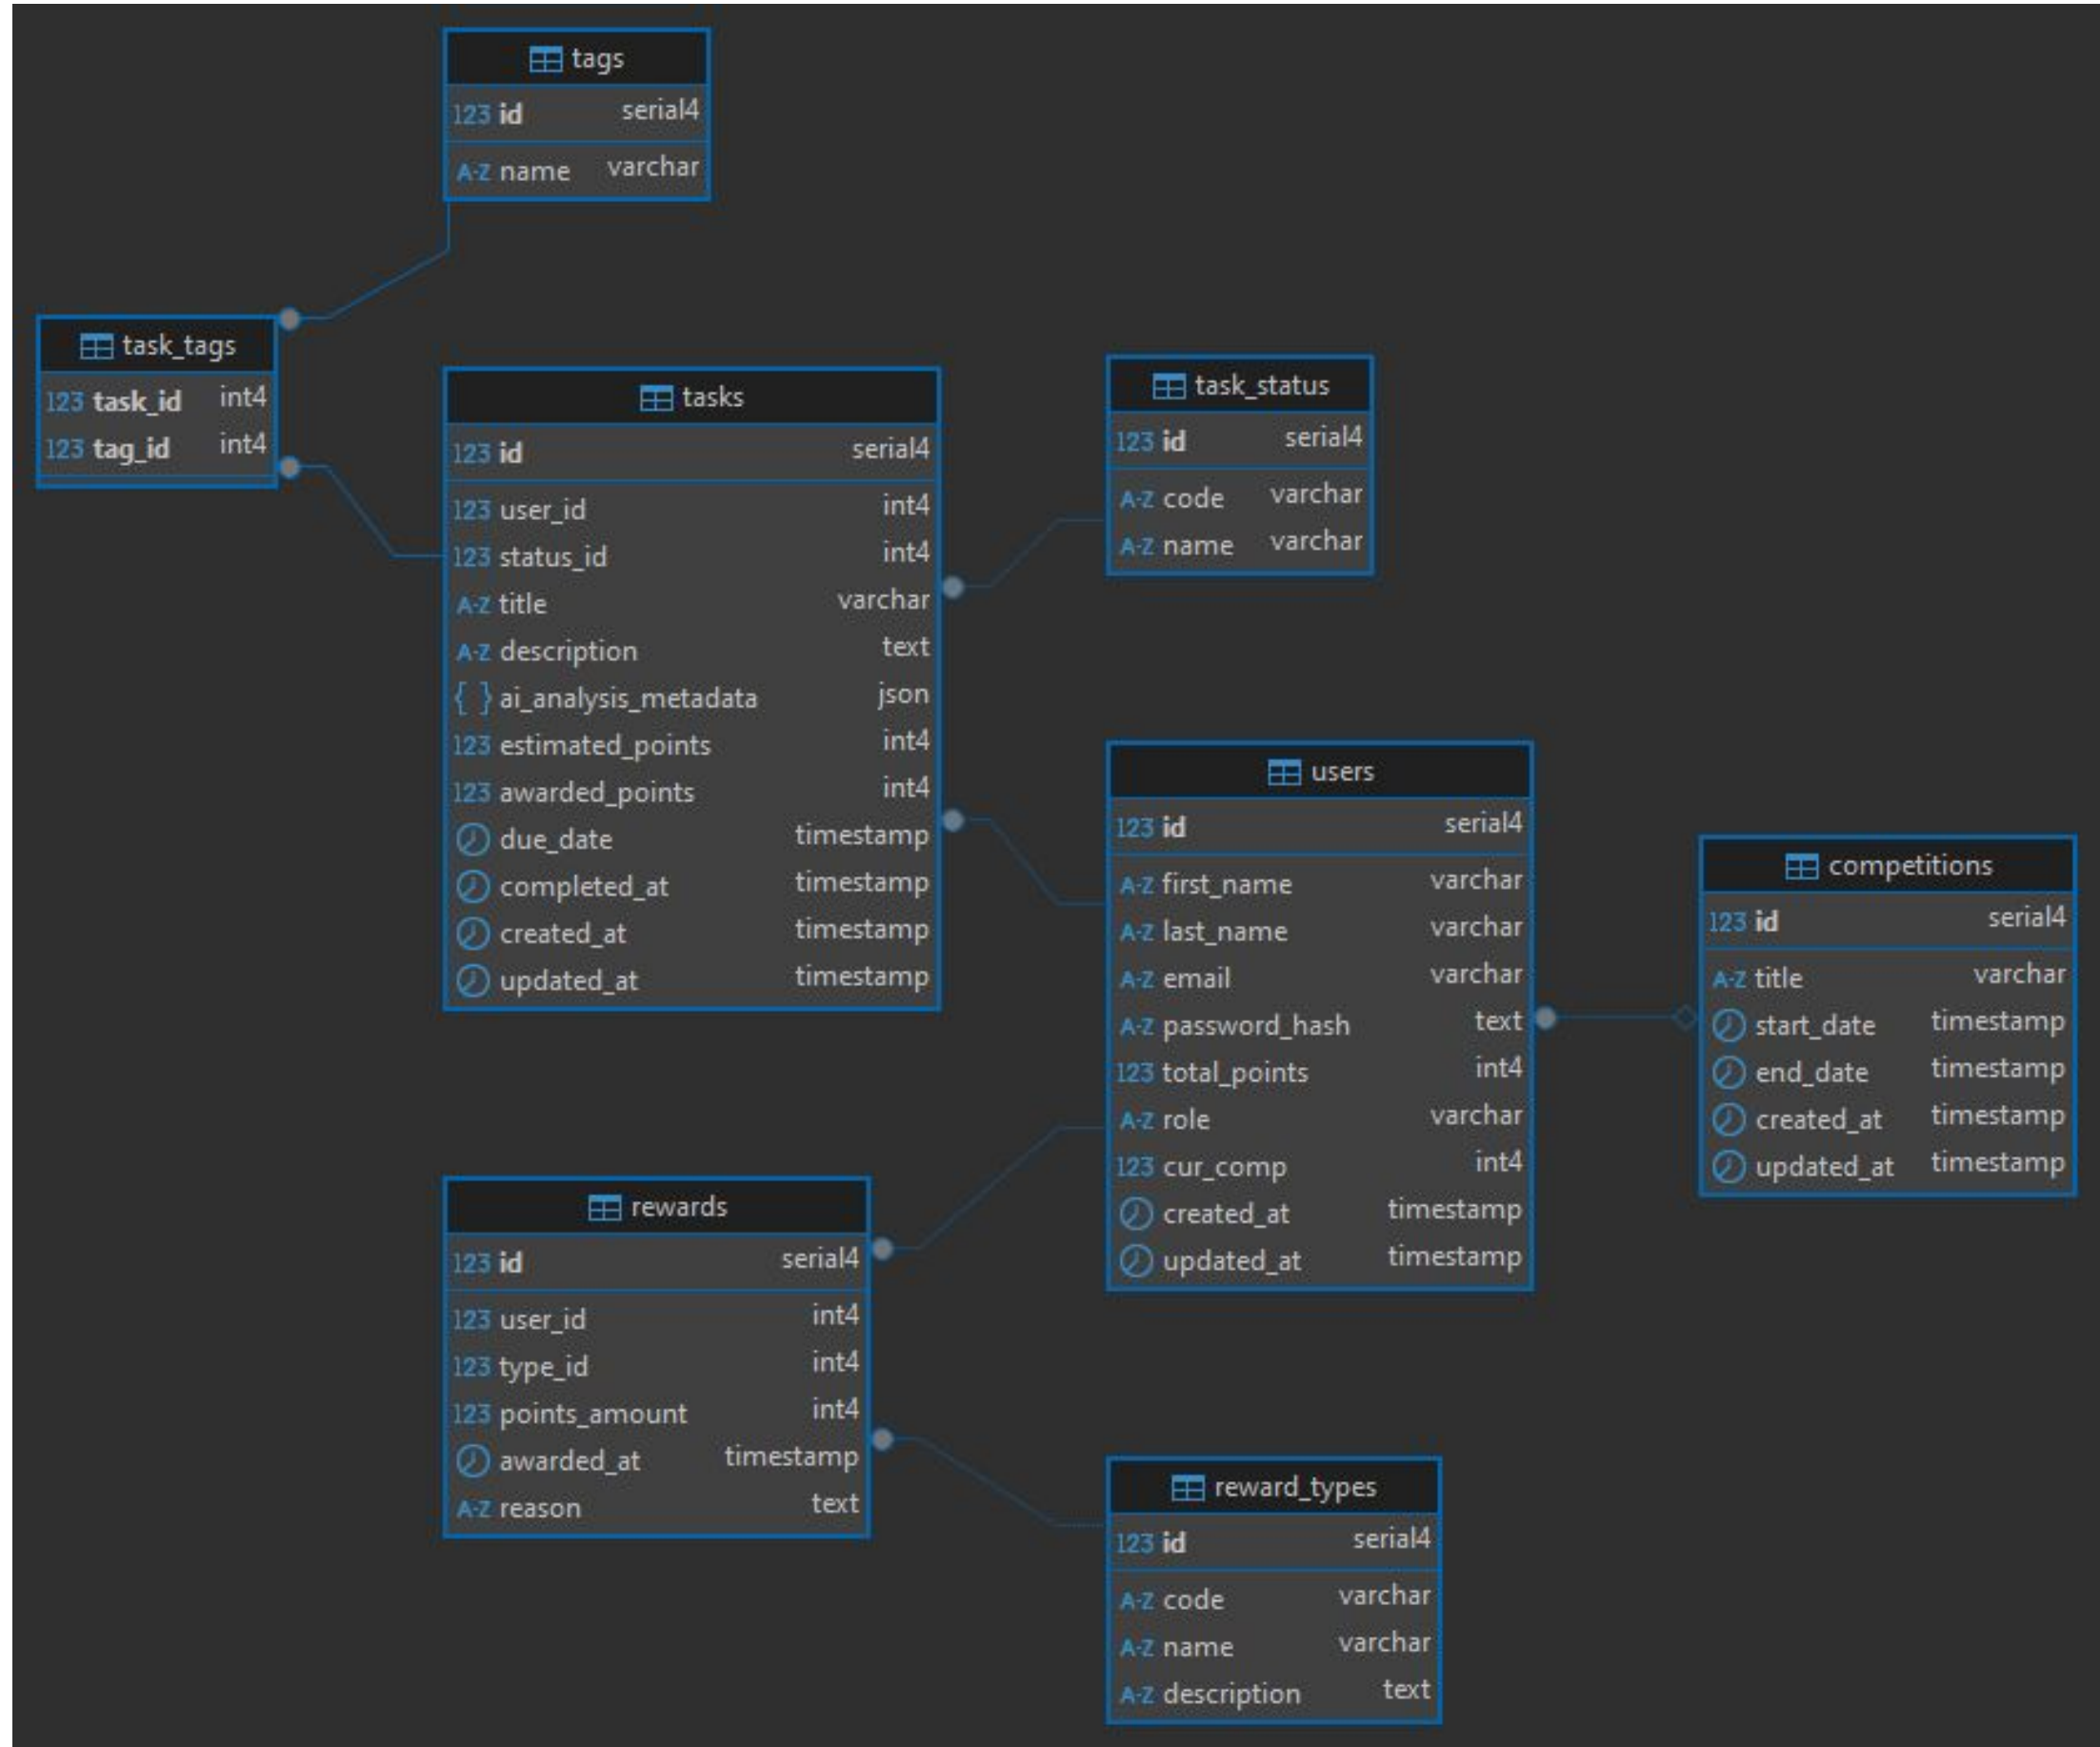 tags
123 id serial4
A-Z name varchar
task_tags
123 task_id int4
123 tag_id int4
tasks
123 id serial4
123 user_id int4
123 status_id int4
A-Z title varchar
A-Z description text
{ } ai_analysis_metadata json
123 estimated_points int4
123 awarded_points int4
due_date timestamp
completed_at timestamp
created_at timestamp
updated_at timestamp
task_status
123 id serial4
A-Z code varchar
A-Z name varchar
users
123 id serial4
A-Z first_name varchar
A-Z last_name varchar
A-Z email varchar
A-Z password_hash text
123 total_points int4
A-Z role varchar
123 cur_comp int4
created_at timestamp
updated_at timestamp
competitions
123 id serial4
A-Z title varchar
start_date timestamp
end_date timestamp
created_at timestamp
updated_at timestamp
rewards
123 id serial4
123 user_id int4
123 type_id int4
123 points_amount int4
awarded_at timestamp
A-Z reason text
reward_types
123 id serial4
A-Z code varchar
A-Z name varchar
A-Z description text